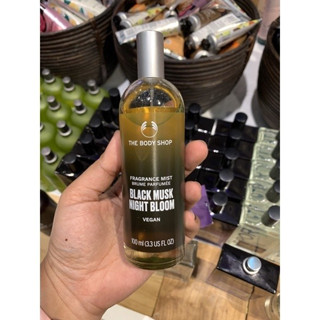 THE BODY SHOP
FRAGRANCE MIST
BRUME PARFUMÉE
BLACK MUSK
NIGHT BLOOM
VEGAN
100 ml (3.3 US FL OZ)